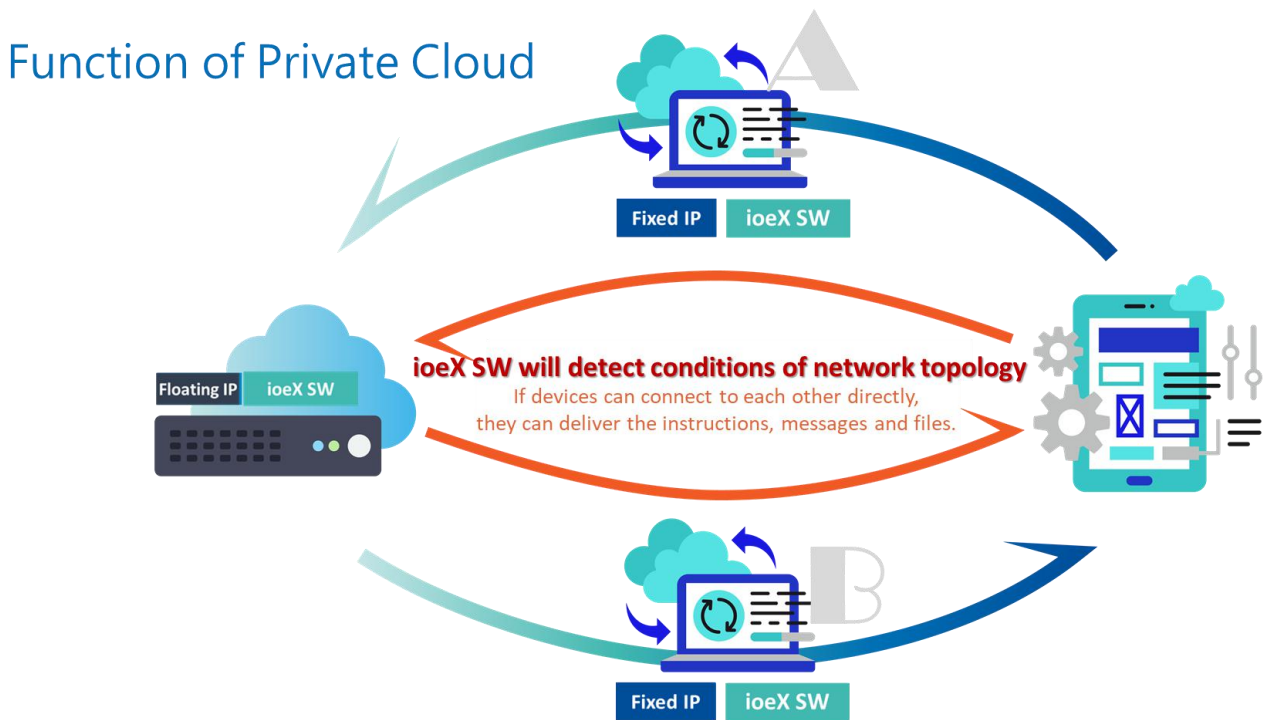 Function of Private Cloud
A
Fixed IP
ioeX SW
Floating IP
ioeX SW
ioeX SW will detect conditions of network topology
If devices can connect to each other directly,
they can deliver the instructions, messages and files.
B
Fixed IP
ioeX SW